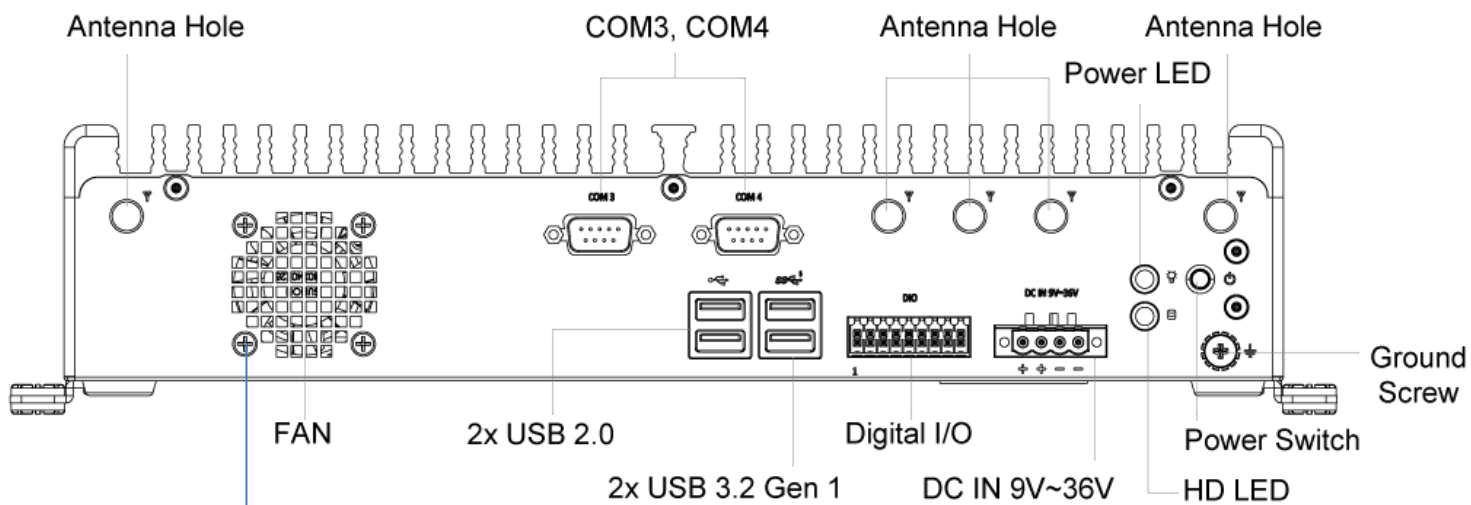 Antenna Hole
COM3, COM4
Antenna Hole
Antenna Hole
Power LED
COM 3
COM 4
DIO
DC IN 9V~36V
1
+ + − −
Ground
Screw
FAN
2x USB 2.0
Digital I/O
Power Switch
2x USB 3.2 Gen 1
DC IN 9V~36V
HD LED